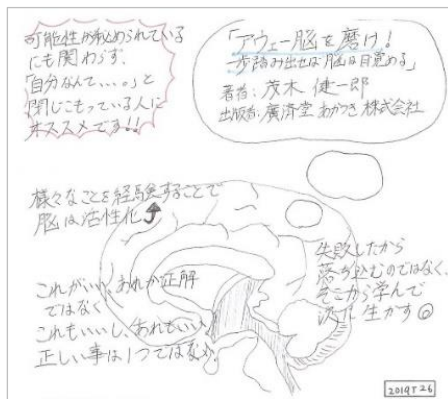 可能性が秘められている
にも関わらず、
「自分なんて、、、。」と
閉じこもっている人に
オススメです!!
「アウェー脳を磨け!
一歩踏み出せば脳は目覚める」
著者:茂木 健一郎
出版者:廣済堂 あかつき 株式会社
様々なことを経験することで
脳は活性化
これがいい、あれが正解
ではなく
これもいいし、あれもいい、
正しい事は1つではない。
失敗したから
落ち込むのではなく、
そこから学んで
次に生かす
2019T26